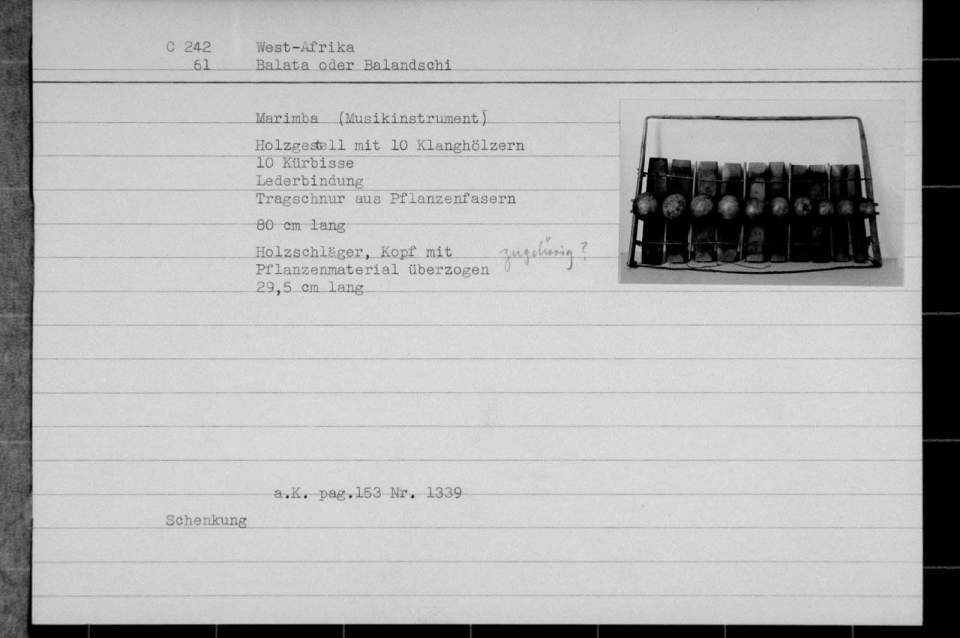 C 242 West-Afrika
61 Balata oder Balandschi
Marimba (Musikinstrument)
Holzgestell mit 10 Klanghölzern
10 Kürbisse
Lederbindung
Tragschnur aus Pflanzenfasern
80 cm lang
Holzschläger, Kopf mit zugehörig?
Pflanzenmaterial überzogen
29,5 cm lang
a.K. pag.153 Nr. 1339
Schenkung